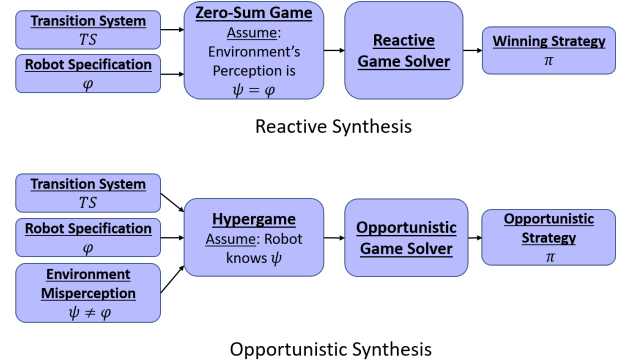 Transition System
TS
Robot Specification
φ
Zero-Sum Game
Assume:
Environment's
Perception is
ψ = φ
Reactive
Game Solver
Winning Strategy
π
Reactive Synthesis
Transition System
TS
Robot Specification
φ
Environment
Misperception
ψ ≠ φ
Hypergame
Assume: Robot
knows ψ
Opportunistic
Game Solver
Opportunistic
Strategy
π
Opportunistic Synthesis